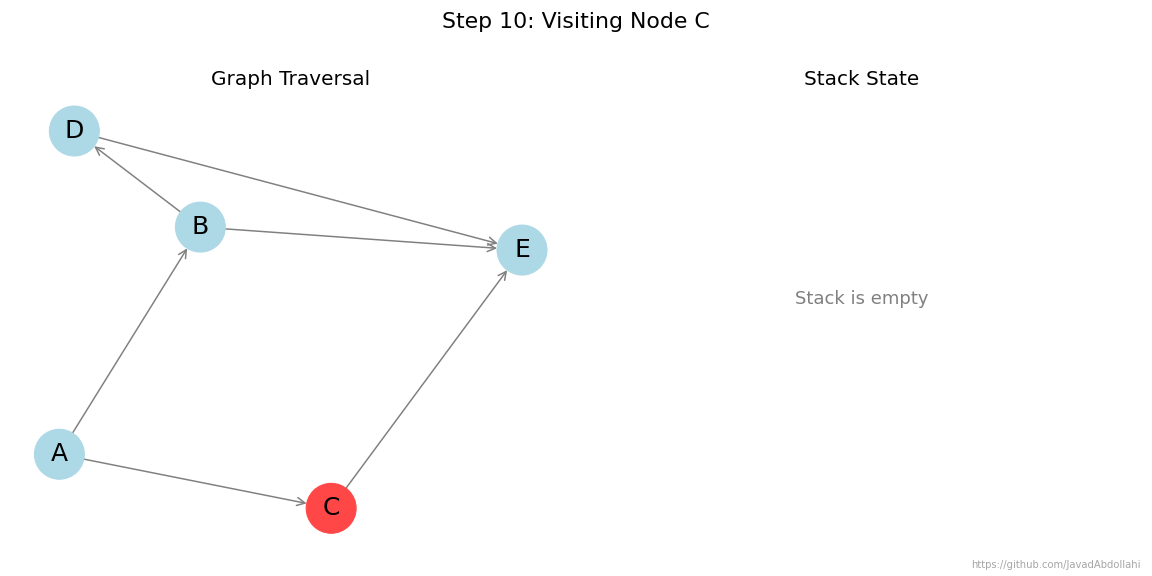 Step 10: Visiting Node C
Graph Traversal
Stack State
D
B
E
Stack is empty
A
C
https://github.com/JavadAbdollahi